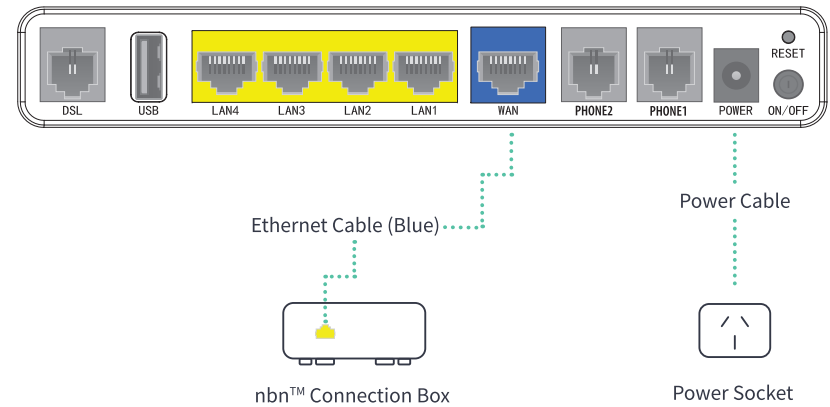 RESET
DSL
USB
LAN4
LAN3
LAN2
LAN1
WAN
PHONE2
PHONE1
POWER
ON/OFF
Power Cable
Ethernet Cable (Blue)
nbn™ Connection Box
Power Socket